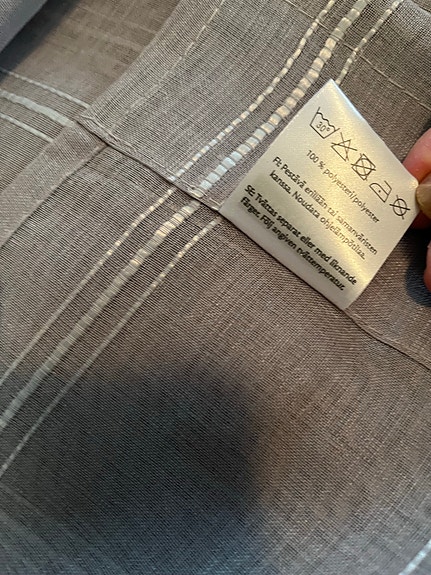 30°
100 % polyesteri/polyester
FI: Pestävä erillään tai samanväristen
kanssa. Noudata ohjelämpötilaa.
SE: Tvättas separat eller med liknande
färger. Följ angiven tvättemperatur.